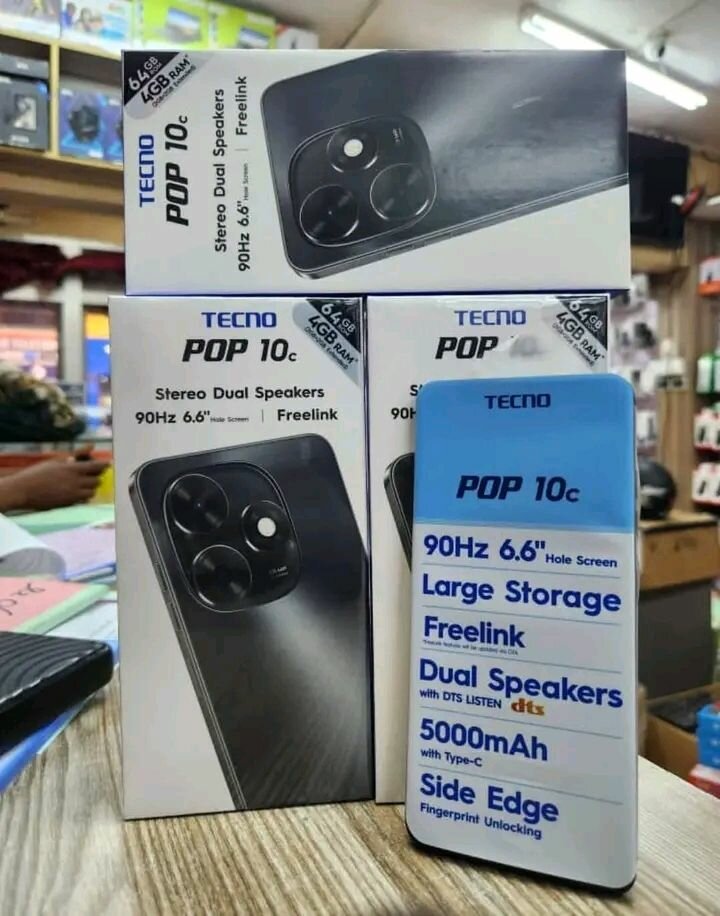 64GB ROM
4GB RAM*
TECNO
POP 10c
Stereo Dual Speakers
90Hz 6.6" Hole Screen | Freelink
TECNO
64GB
4GB RAM*
POP 10c
Stereo Dual Speakers
90Hz 6.6" Hole Screen | Freelink
TECNO
64GB
4GB RAM*
POP
S
90H
TECNO
POP 10c
90Hz 6.6" Hole Screen
Large Storage
Freelink
Dual Speakers
with DTS LISTEN dts
5000mAh
with Type-C
Side Edge
Fingerprint Unlocking